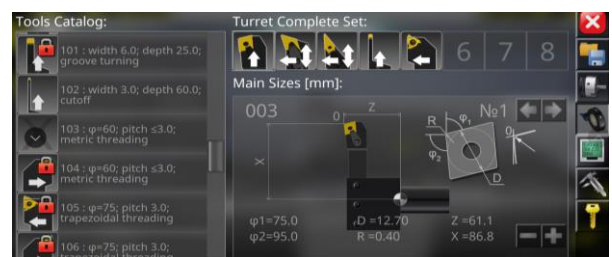 Tools Catalog:
101 : width 6.0; depth 25.0;
groove turning
102 : width 3.0; depth 60.0;
cutoff
103 : φ=60; pitch ≤3.0;
metric threading
104 : φ=60; pitch ≤3.0;
metric threading
105 : φ=75; pitch 3.0;
trapezoidal threading
106 : φ=75; pitch 3.0;
trapezoidal threading
Turret Complete Set:
6 7 8
Main Sizes [mm]:
003
0
Z
X
№1
R
φ₁
φ₂
D
0
φ1=75.0
D =12.70
Z =61.1
φ2=95.0
R =0.40
X =86.8